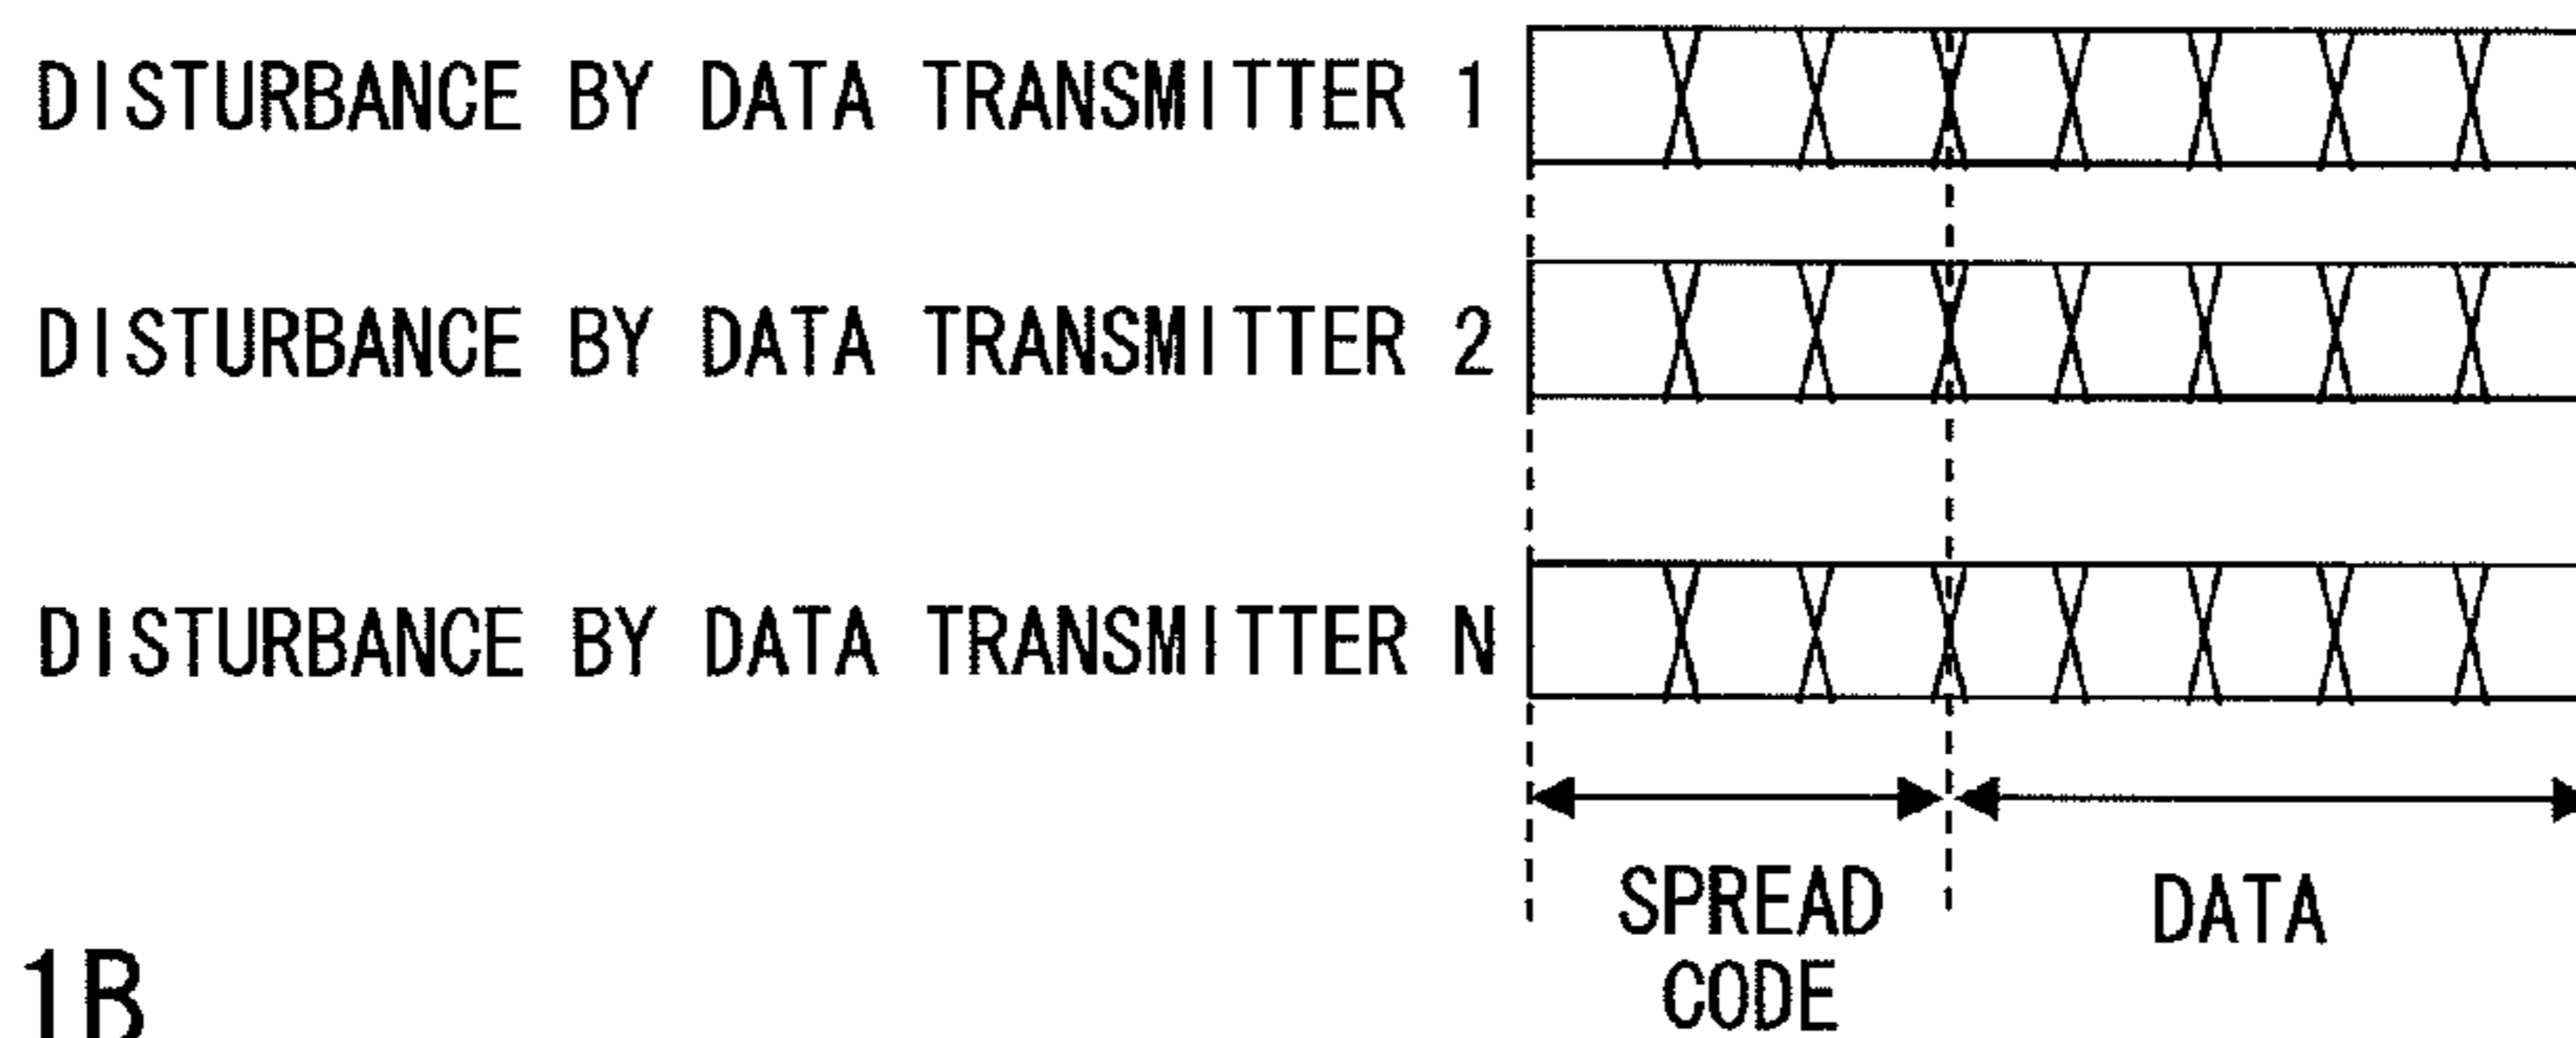 DISTURBANCE BY DATA TRANSMITTER 1
DISTURBANCE BY DATA TRANSMITTER 2
DISTURBANCE BY DATA TRANSMITTER N
SPREAD DATA
CODE
1B